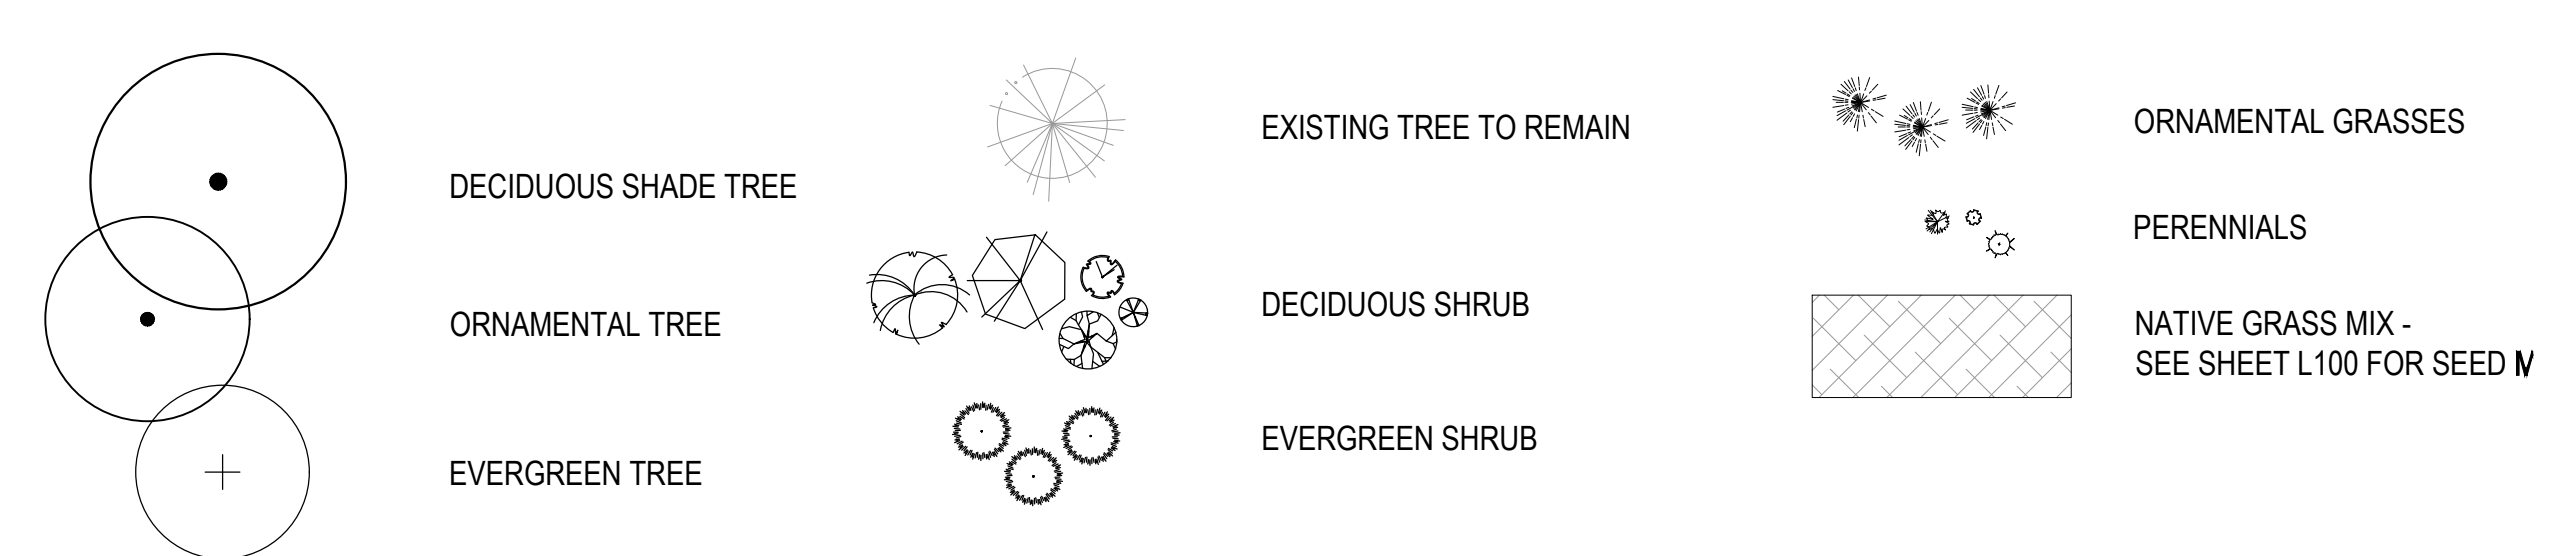 DECIDUOUS SHADE TREE
ORNAMENTAL TREE
EVERGREEN TREE
EXISTING TREE TO REMAIN
DECIDUOUS SHRUB
EVERGREEN SHRUB
ORNAMENTAL GRASSES
PERENNIALS
NATIVE GRASS MIX -
SEE SHEET L100 FOR SEED